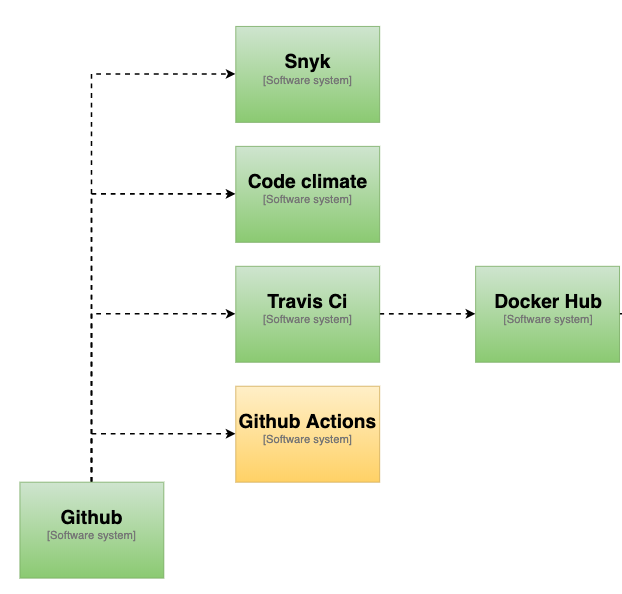 Snyk
[Software system]
Code climate
[Software system]
Travis Ci
[Software system]
Docker Hub
[Software system]
Github Actions
[Software system]
Github
[Software system]